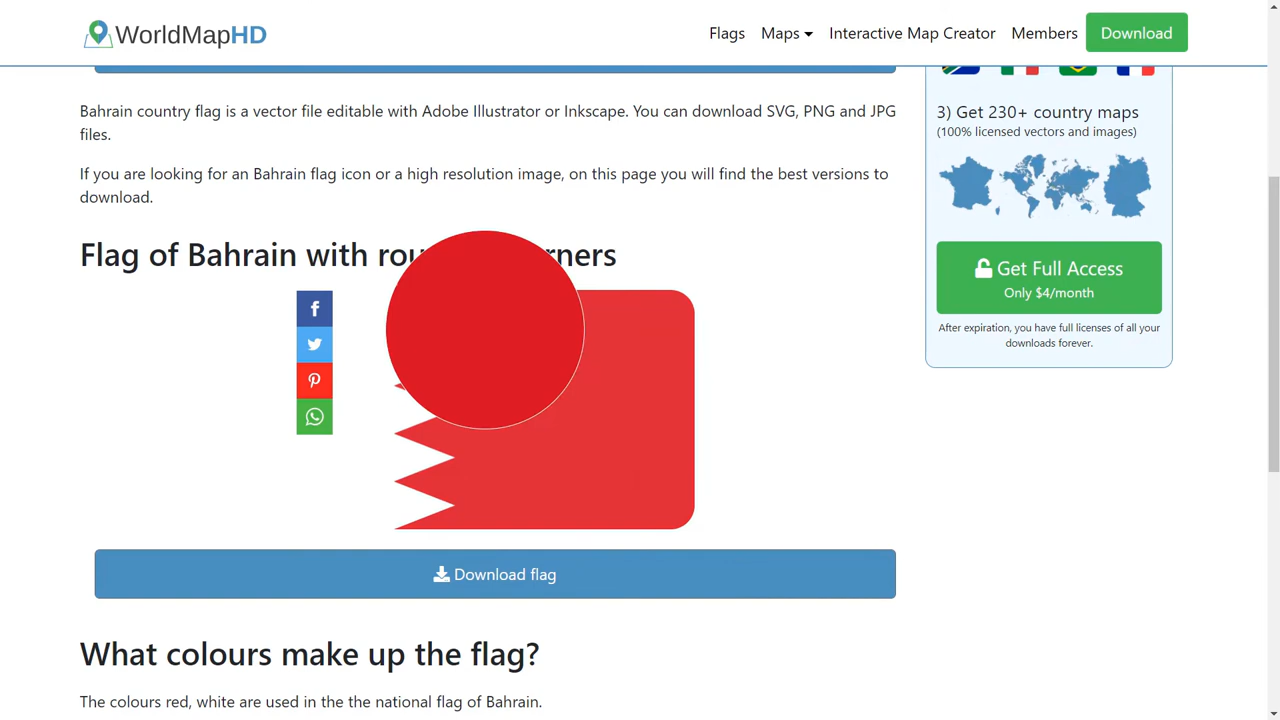 WorldMapHD
Flags Maps Interactive Map Creator Members Download
Bahrain country flag is a vector file editable with Adobe Illustrator or Inkscape. You can download SVG, PNG and JPG
files.
If you are looking for an Bahrain flag icon or a high resolution image, on this page you will find the best versions to
download.
Flag of Bahrain with
Download flag
What colours make up the flag?
The colours red, white are used in the the national flag of Bahrain.
3) Get 230+ country maps
(100% licensed vectors and images)
Get Full Access
Only $4/month
After expiration, you have full licenses of all your
downloads forever.